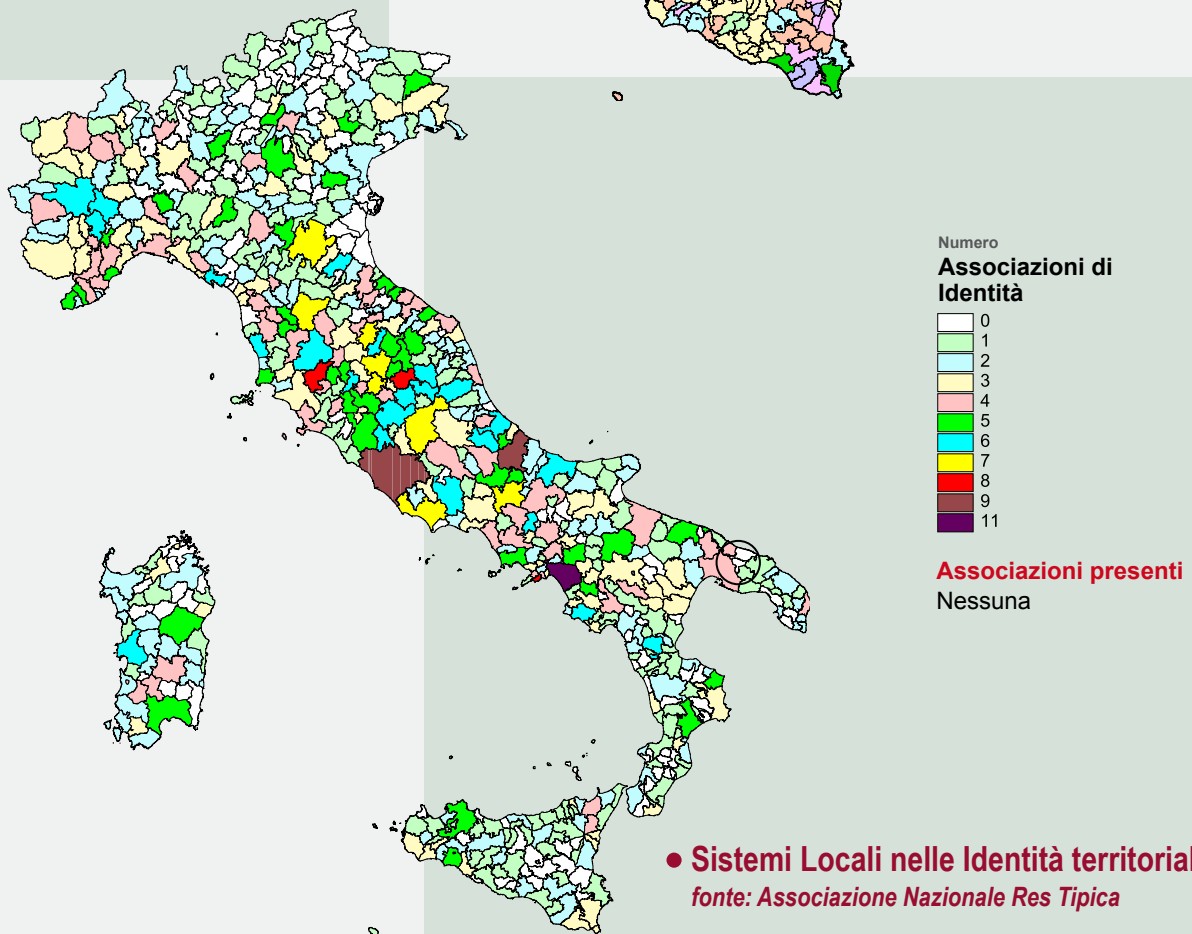 Numero
Associazioni di
Identità
0
1
2
3
4
5
6
7
8
9
11
Associazioni presenti
Nessuna
• Sistemi Locali nelle Identità territorial
fonte: Associazione Nazionale Res Tipica